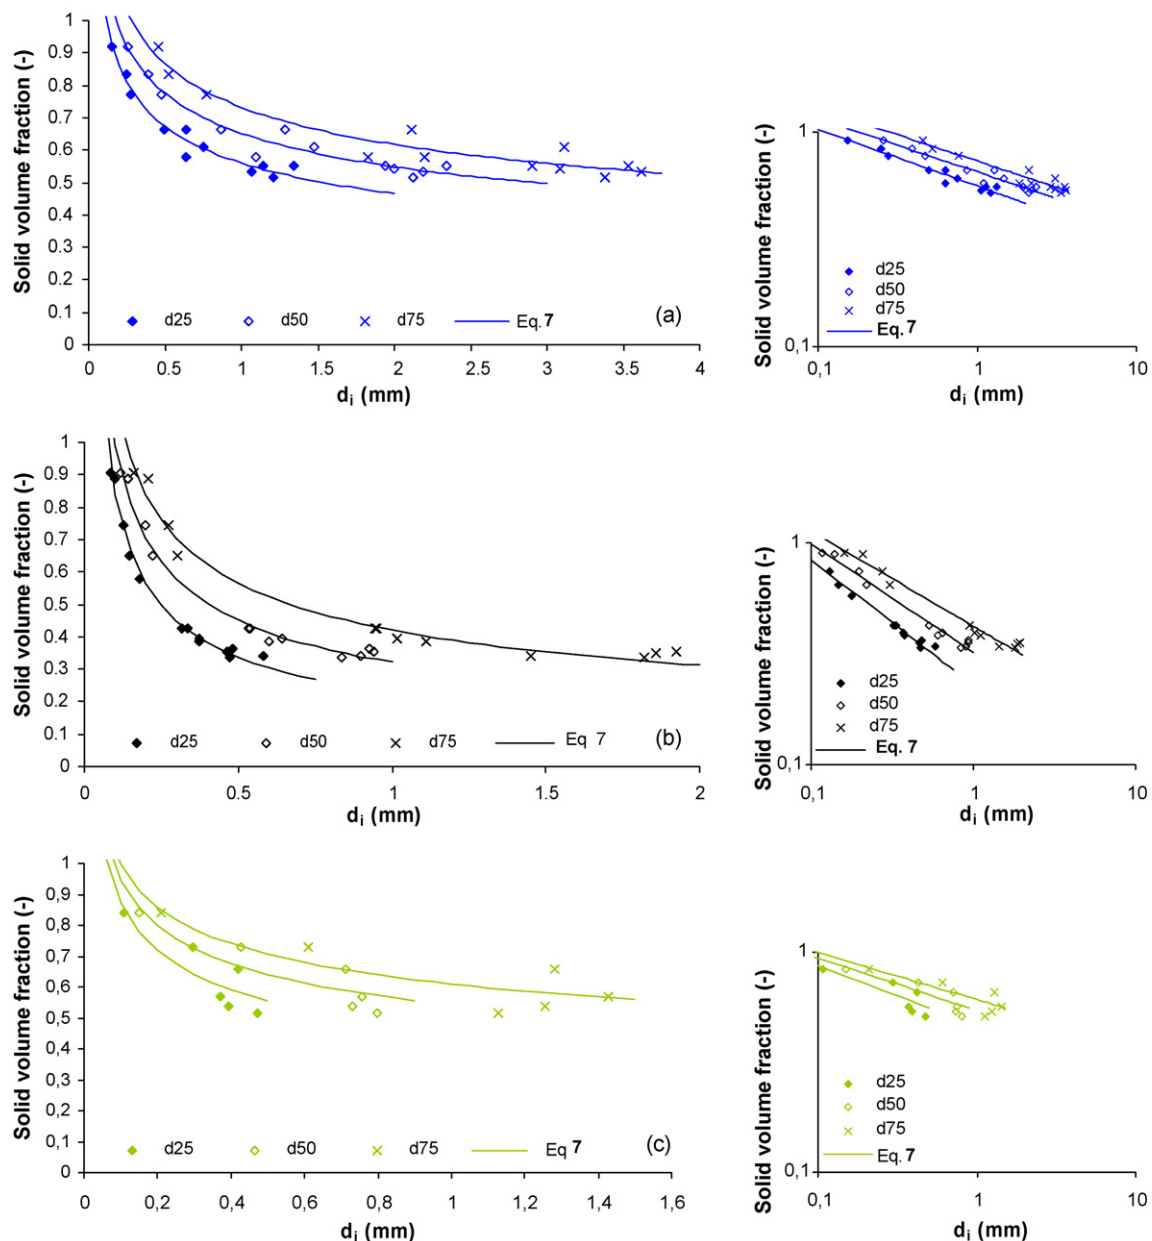 Solid volume fraction (-)
1
0.9
0.8
0.7
0.6
0.5
0.4
0.3
0.2
0.1
0
d25 d50 d75 Eq. 7 (a)
0 0.5 1 1.5 2 2.5 3 3.5 4
di (mm)
Solid volume fraction (-)
1
d25
d50
d75
Eq. 7
0,1
0,1 1 10
di (mm)
Solid volume fraction (-)
1
0.9
0.8
0.7
0.6
0.5
0.4
0.3
0.2
0.1
0
d25 d50 d75 Eq 7 (b)
0 0.5 1 1.5 2
di (mm)
Solid volume fraction (-)
1
d25
d50
d75
Eq. 7
0,1
0,1 1 10
di (mm)
Solid volume fraction (-)
1
0,9
0,8
0,7
0,6
0,5
0,4
0,3
0,2
0,1
0
d25 d50 d75 Eq 7 (c)
0 0,2 0,4 0,6 0,8 1 1,2 1,4 1,6
di (mm)
Solid volume fraction (-)
1
d25
d50
d75
Eq. 7
0,1
0,1 1 10
di (mm)